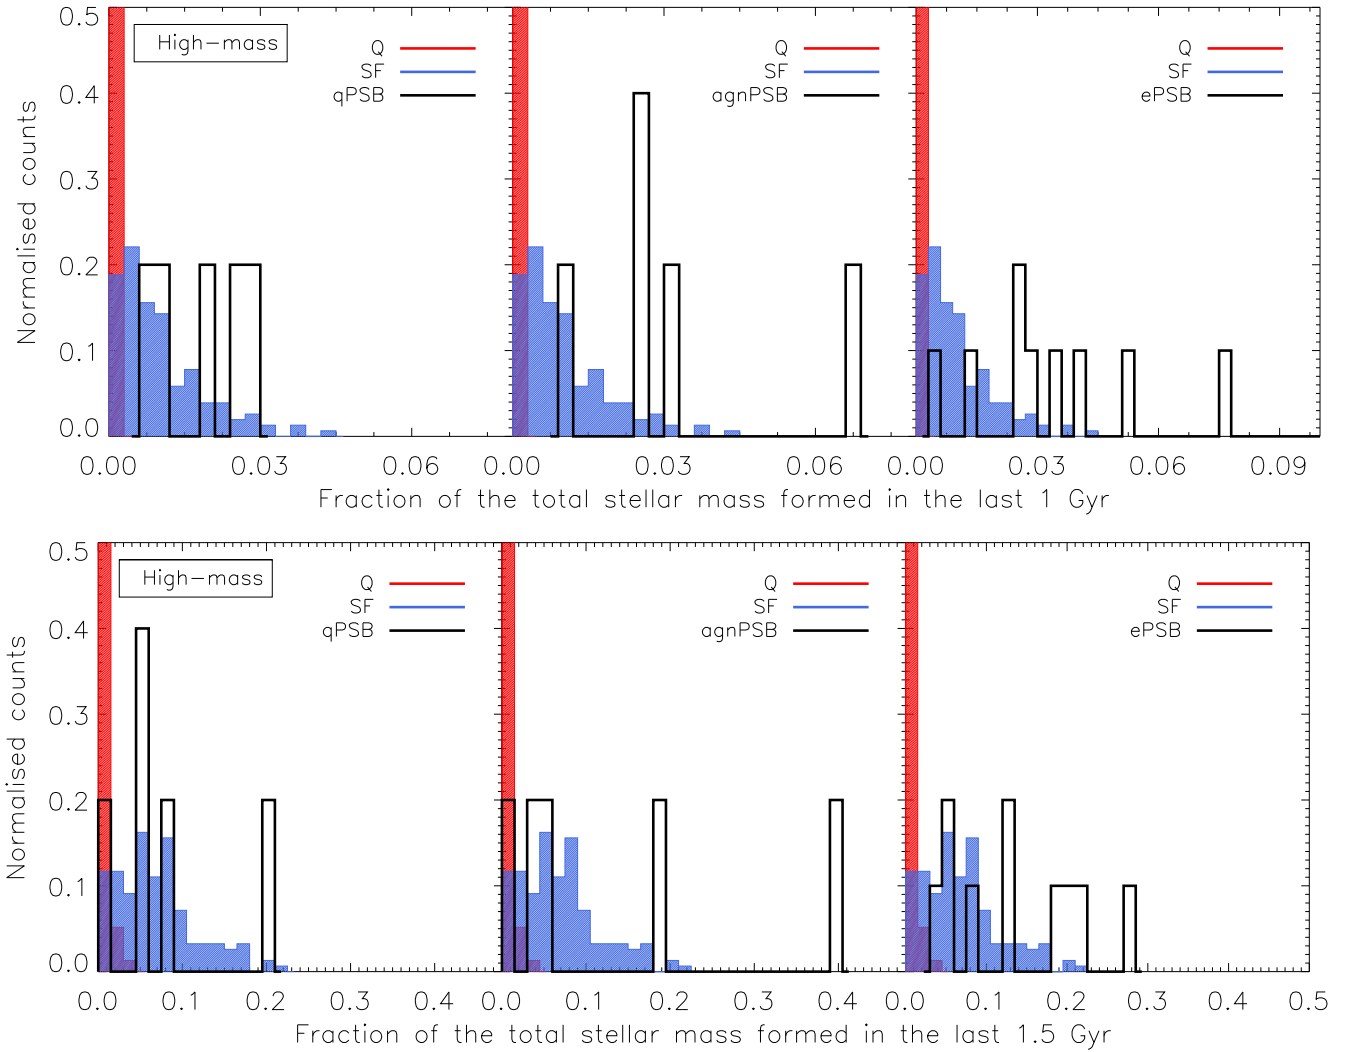 Normalised counts
0.5
0.4
0.3
0.2
0.1
0.0
High-mass
Q
SF
qPSB
Q
SF
agnPSB
Q
SF
ePSB
0.00 0.03 0.06 0.00 0.03 0.06 0.00 0.03 0.06 0.09
Fraction of the total stellar mass formed in the last 1 Gyr
Normalised counts
0.5
0.4
0.3
0.2
0.1
0.0
High-mass
Q
SF
qPSB
Q
SF
agnPSB
Q
SF
ePSB
0.0 0.1 0.2 0.3 0.4 0.0 0.1 0.2 0.3 0.4 0.0 0.1 0.2 0.3 0.4 0.5
Fraction of the total stellar mass formed in the last 1.5 Gyr